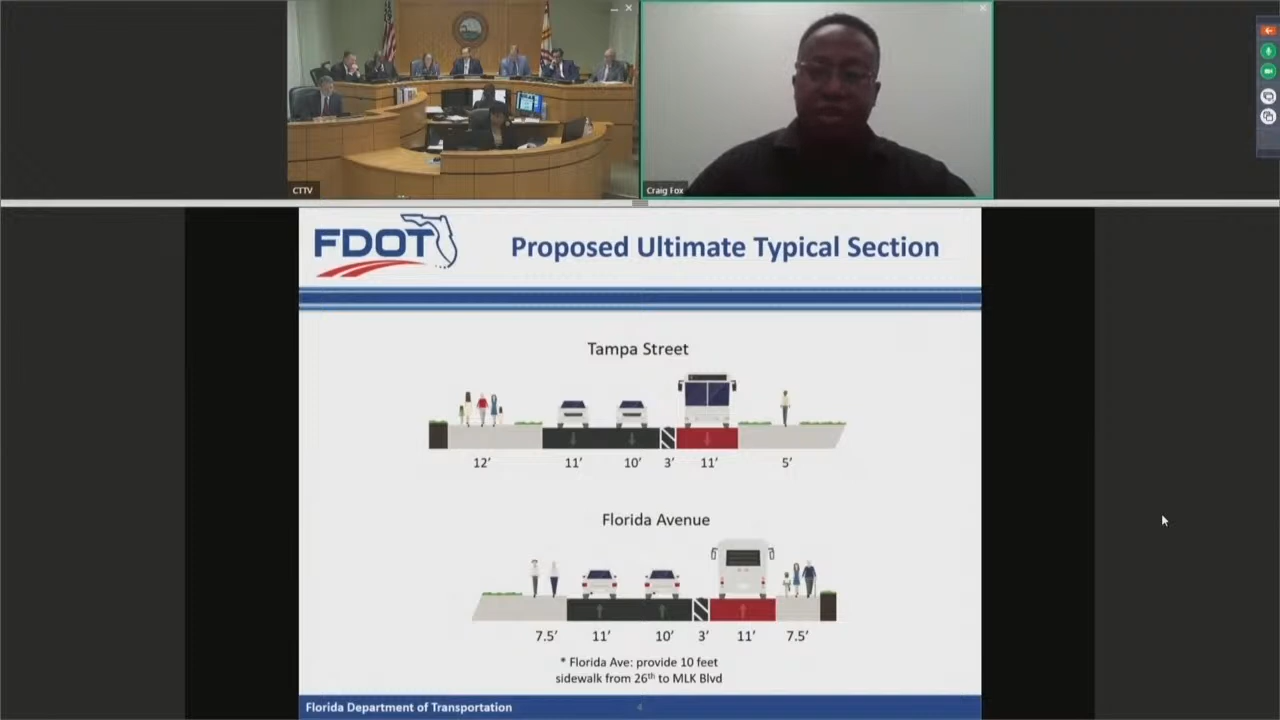 CTTV
Craig Fox
FDOT
Proposed Ultimate Typical Section
Tampa Street
12′ 11′ 10′ 3′ 11′ 5′
Florida Avenue
7.5′ 11′ 10′ 3′ 11′ 7.5′
* Florida Ave: provide 10 feet
sidewalk from 26th to MLK Blvd
Florida Department of Transportation
4